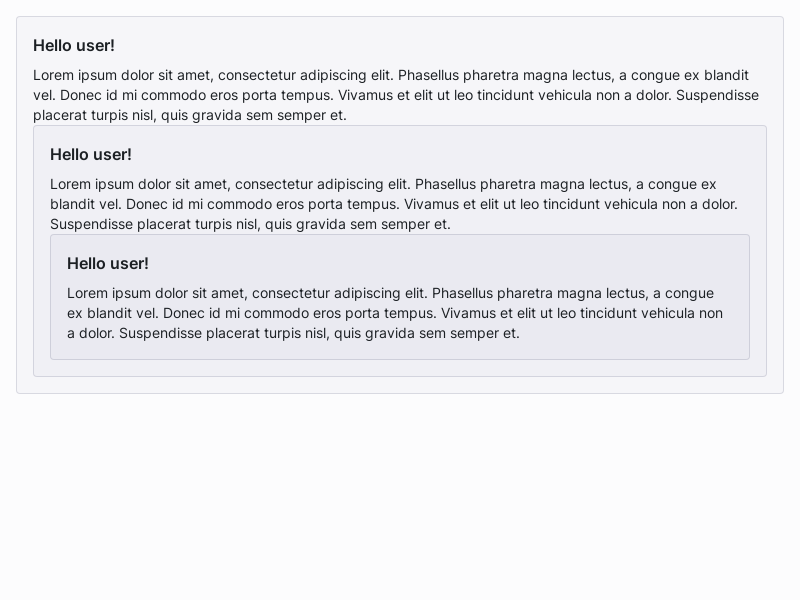 Hello user!
Lorem ipsum dolor sit amet, consectetur adipiscing elit. Phasellus pharetra magna lectus, a congue ex blandit
vel. Donec id mi commodo eros porta tempus. Vivamus et elit ut leo tincidunt vehicula non a dolor. Suspendisse
placerat turpis nisl, quis gravida sem semper et.
Hello user!
Lorem ipsum dolor sit amet, consectetur adipiscing elit. Phasellus pharetra magna lectus, a congue ex
blandit vel. Donec id mi commodo eros porta tempus. Vivamus et elit ut leo tincidunt vehicula non a dolor.
Suspendisse placerat turpis nisl, quis gravida sem semper et.
Hello user!
Lorem ipsum dolor sit amet, consectetur adipiscing elit. Phasellus pharetra magna lectus, a congue
ex blandit vel. Donec id mi commodo eros porta tempus. Vivamus et elit ut leo tincidunt vehicula non
a dolor. Suspendisse placerat turpis nisl, quis gravida sem semper et.